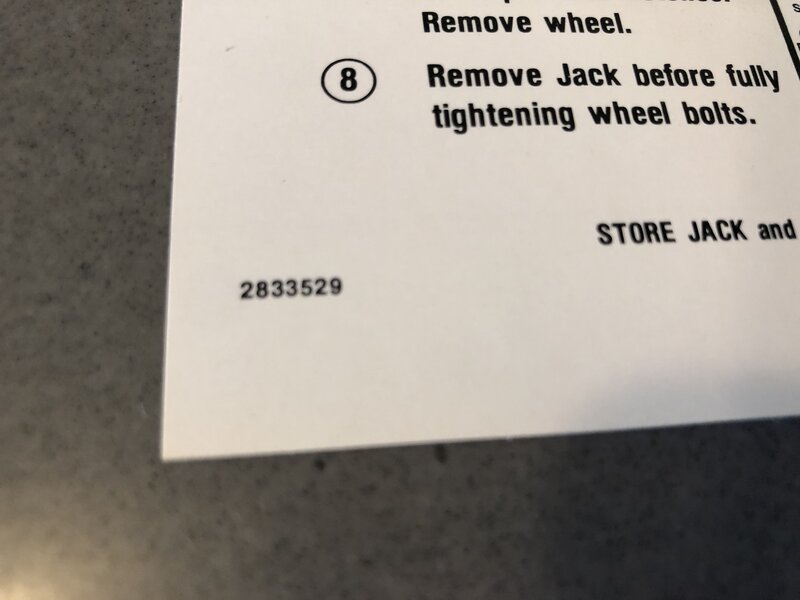 Remove wheel.
8 Remove Jack before fully
tightening wheel bolts.
STORE JACK and
2833529